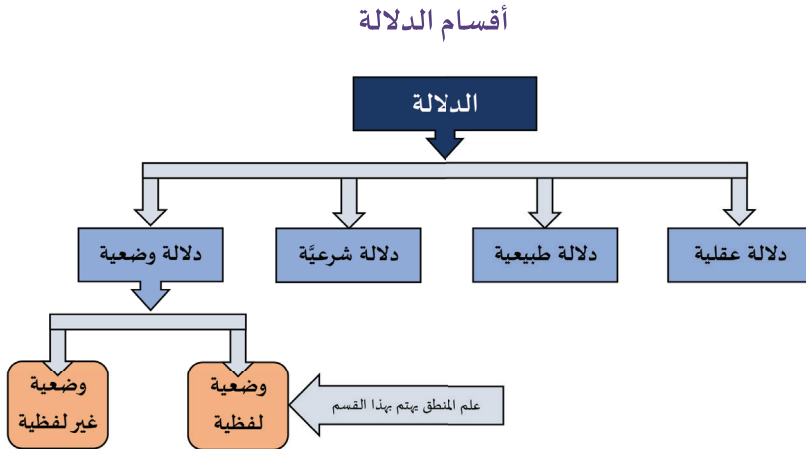 أقسام الدلالة
الدلالة
دلالة عقلية
دلالة طبيعية
دلالة شرعيَّة
دلالة وضعية
وضعية
لفظية
وضعية
غير لفظية
علم المنطق يهتم بهذا القسم